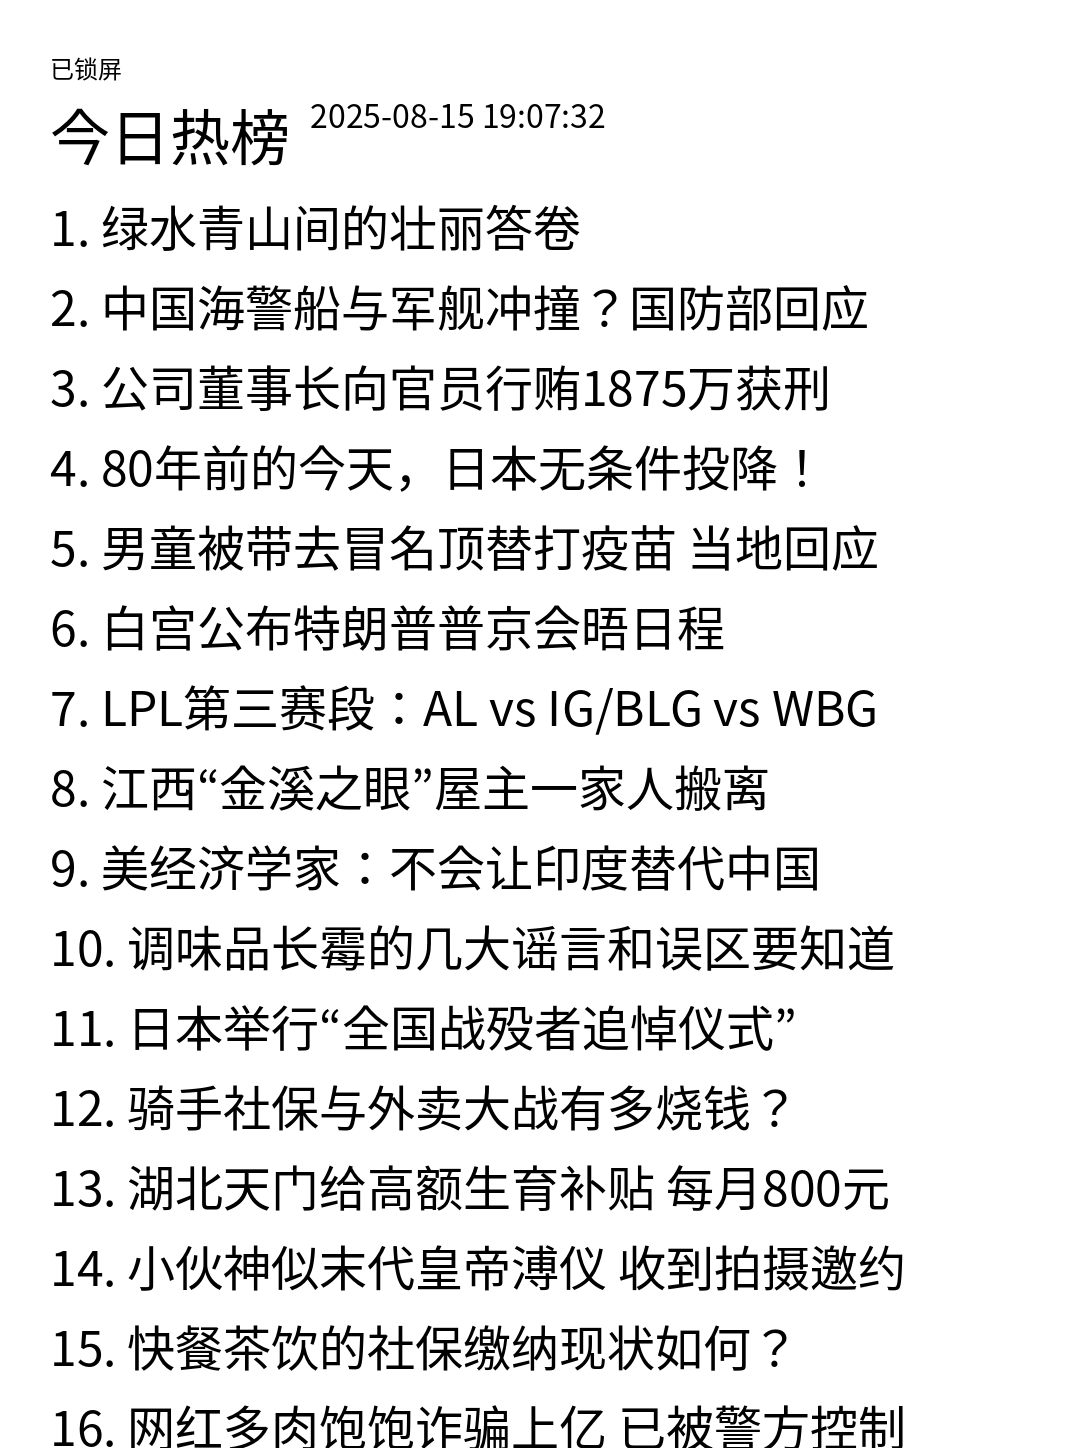 已锁屏
今日热榜 2025-08-15 19:07:32
1. 绿水青山间的壮丽答卷
2. 中国海警船与军舰冲撞？国防部回应
3. 公司董事长向官员行贿1875万获刑
4. 80年前的今天，日本无条件投降！
5. 男童被带去冒名顶替打疫苗 当地回应
6. 白宫公布特朗普普京会晤日程
7. LPL第三赛段：AL vs IG/BLG vs WBG
8. 江西“金溪之眼”屋主一家人搬离
9. 美经济学家：不会让印度替代中国
10. 调味品长霉的几大谣言和误区要知道
11. 日本举行“全国战殁者追悼仪式”
12. 骑手社保与外卖大战有多烧钱？
13. 湖北天门给高额生育补贴 每月800元
14. 小伙神似末代皇帝溥仪 收到拍摄邀约
15. 快餐茶饮的社保缴纳现状如何？
16. 网红多肉饱饱诈骗上亿 已被警方控制